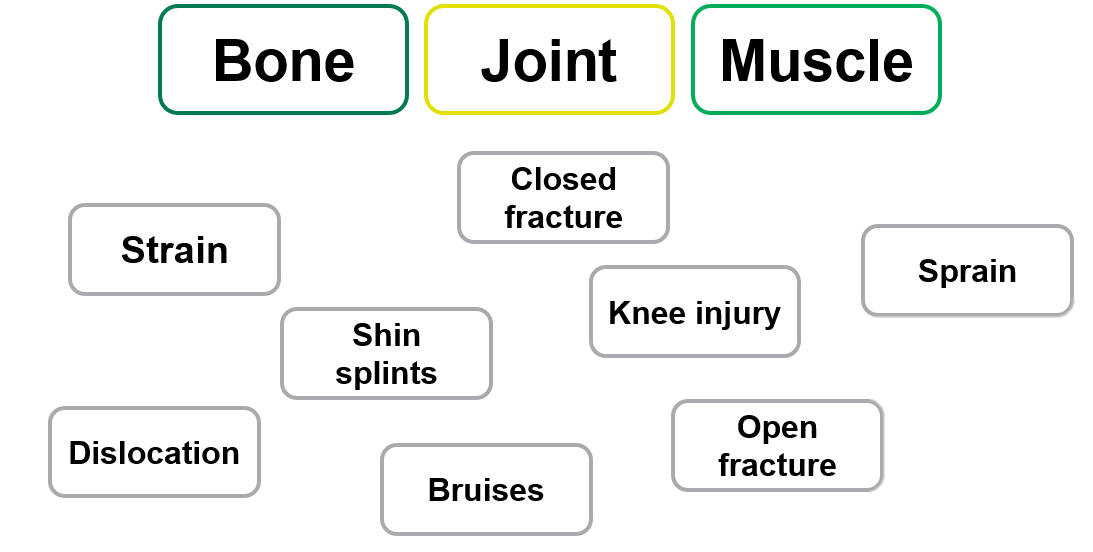 Bone
Joint
Muscle
Closed
fracture
Strain
Sprain
Knee injury
Shin
splints
Dislocation
Open
fracture
Bruises